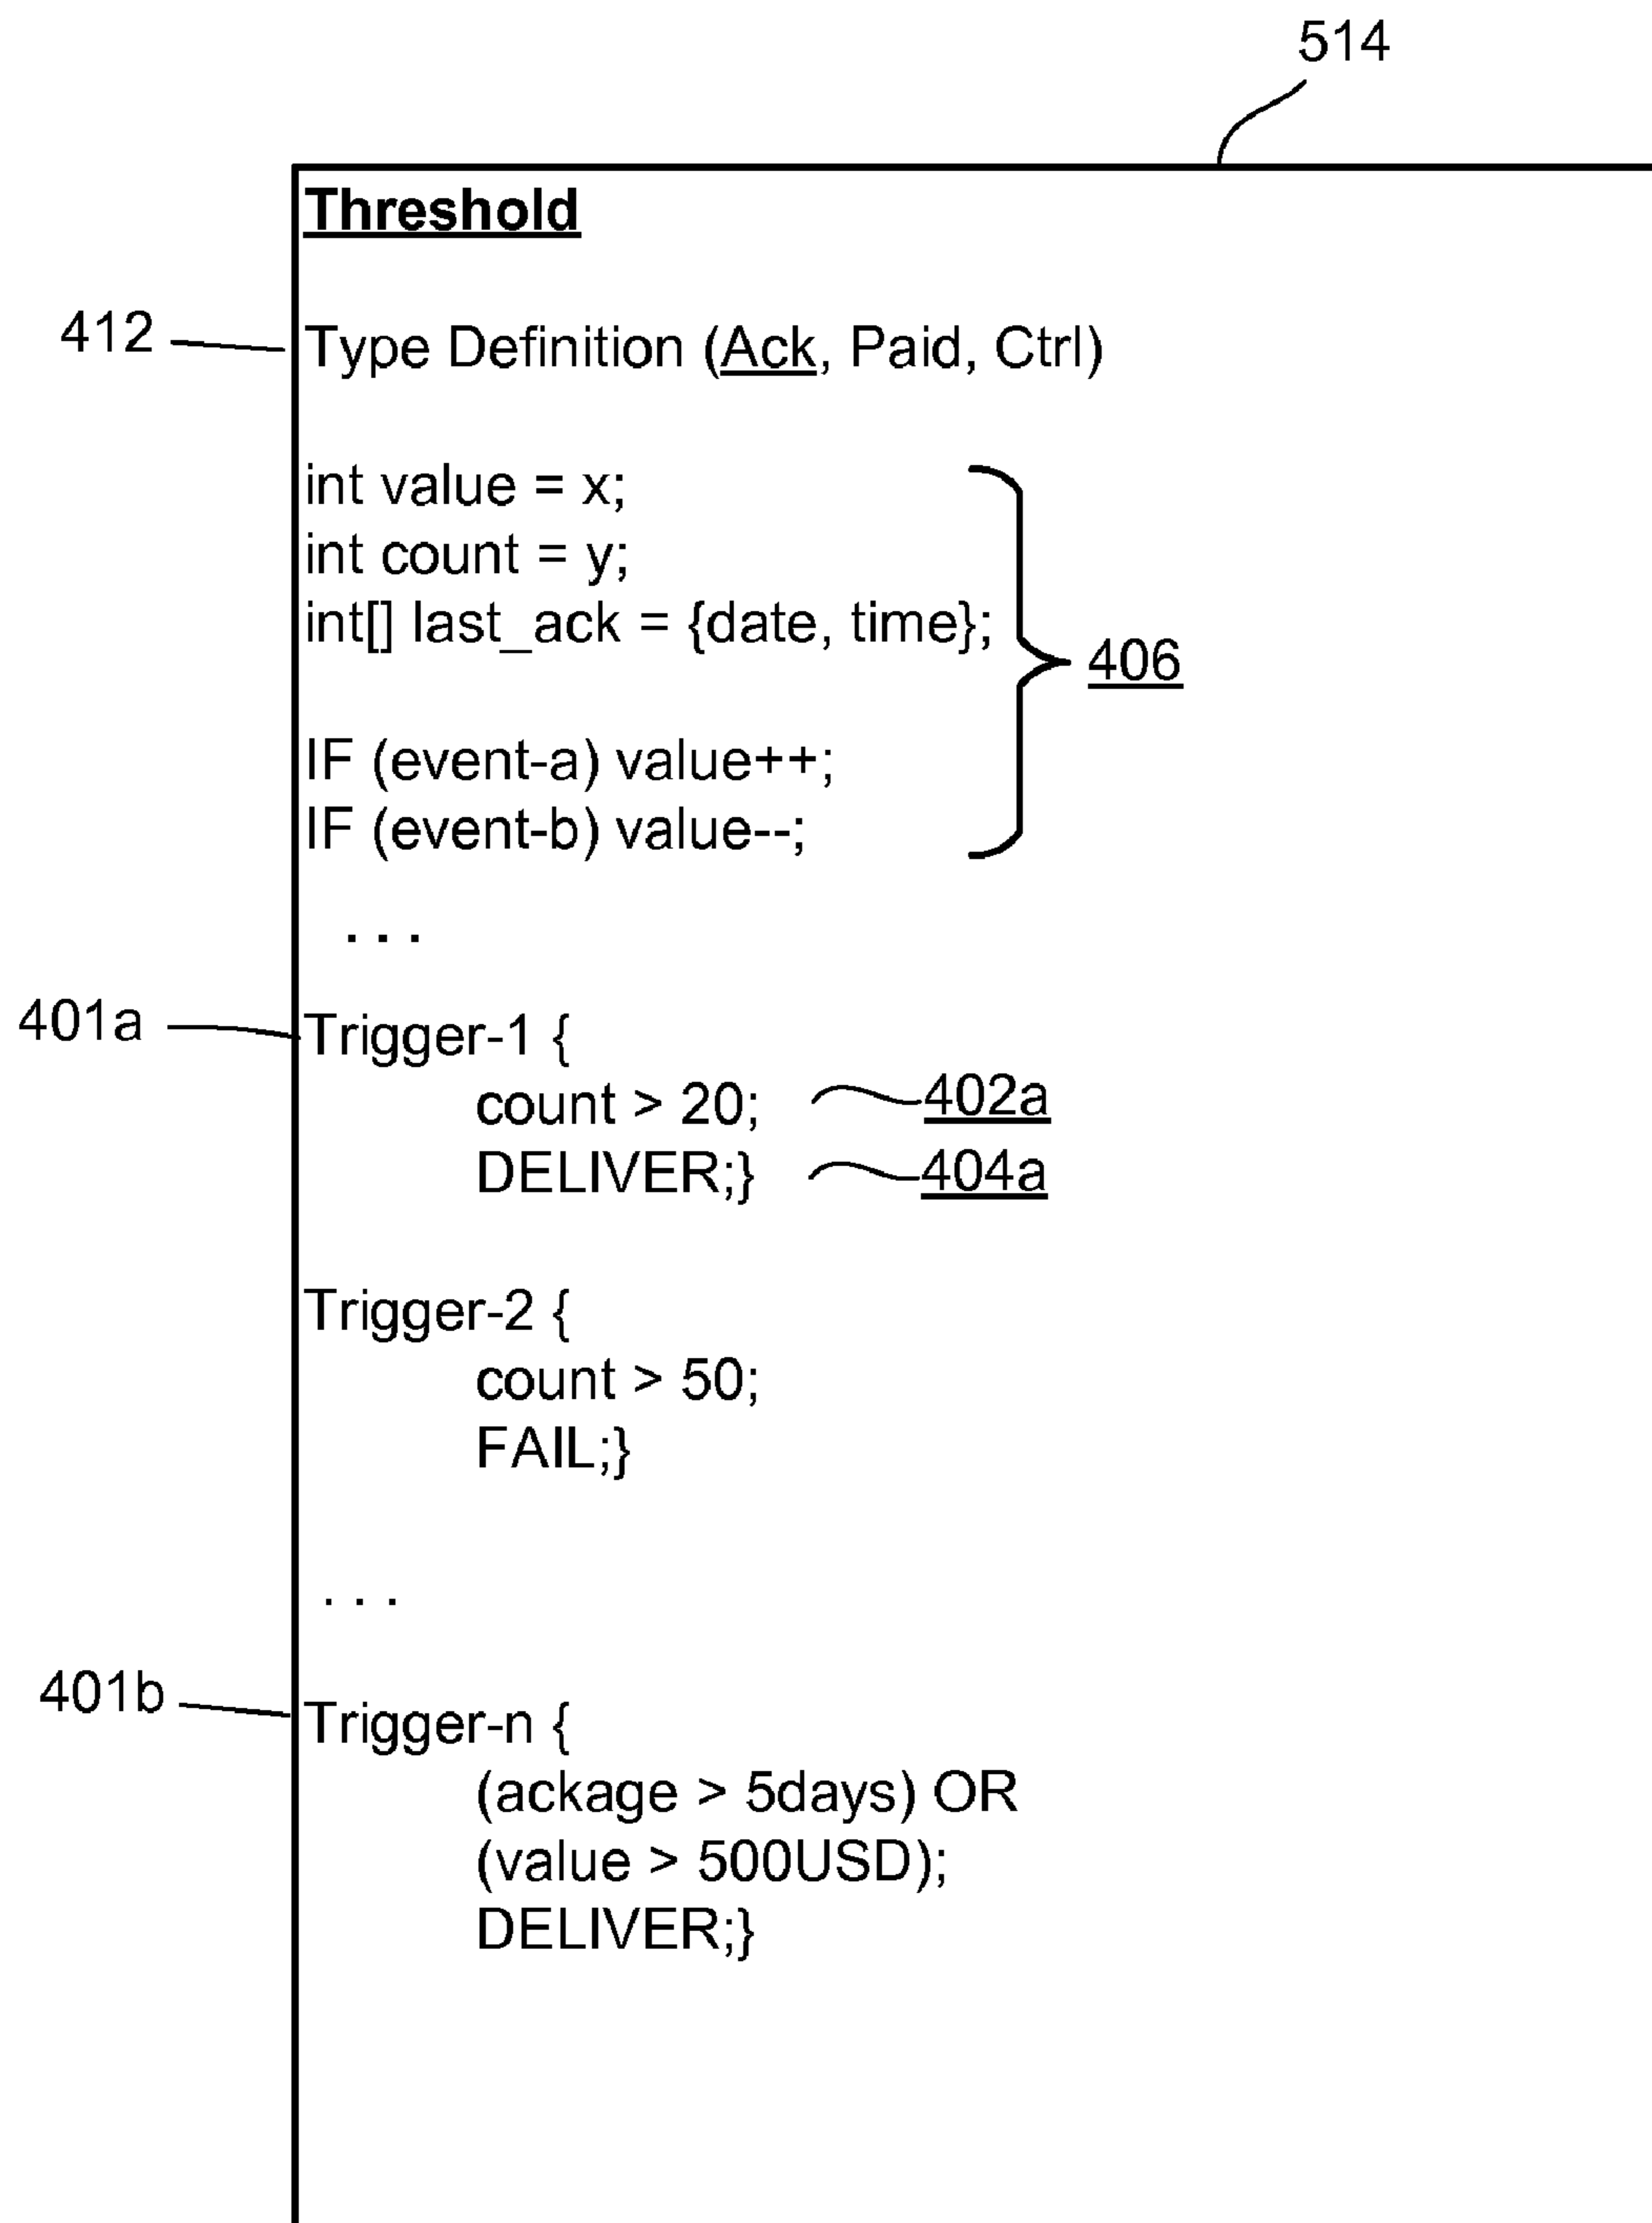 514
Threshold
412
Type Definition (Ack, Paid, Ctrl)
int value = x;
int count = y;
int[] last_ack = {date, time};
406
IF (event-a) value++;
IF (event-b) value--;
. . .
401a
Trigger-1 {
count > 20;
402a
DELIVER;}
404a
Trigger-2 {
count > 50;
FAIL;}
. . .
401b
Trigger-n {
(ackage > 5days) OR
(value > 500USD);
DELIVER;}